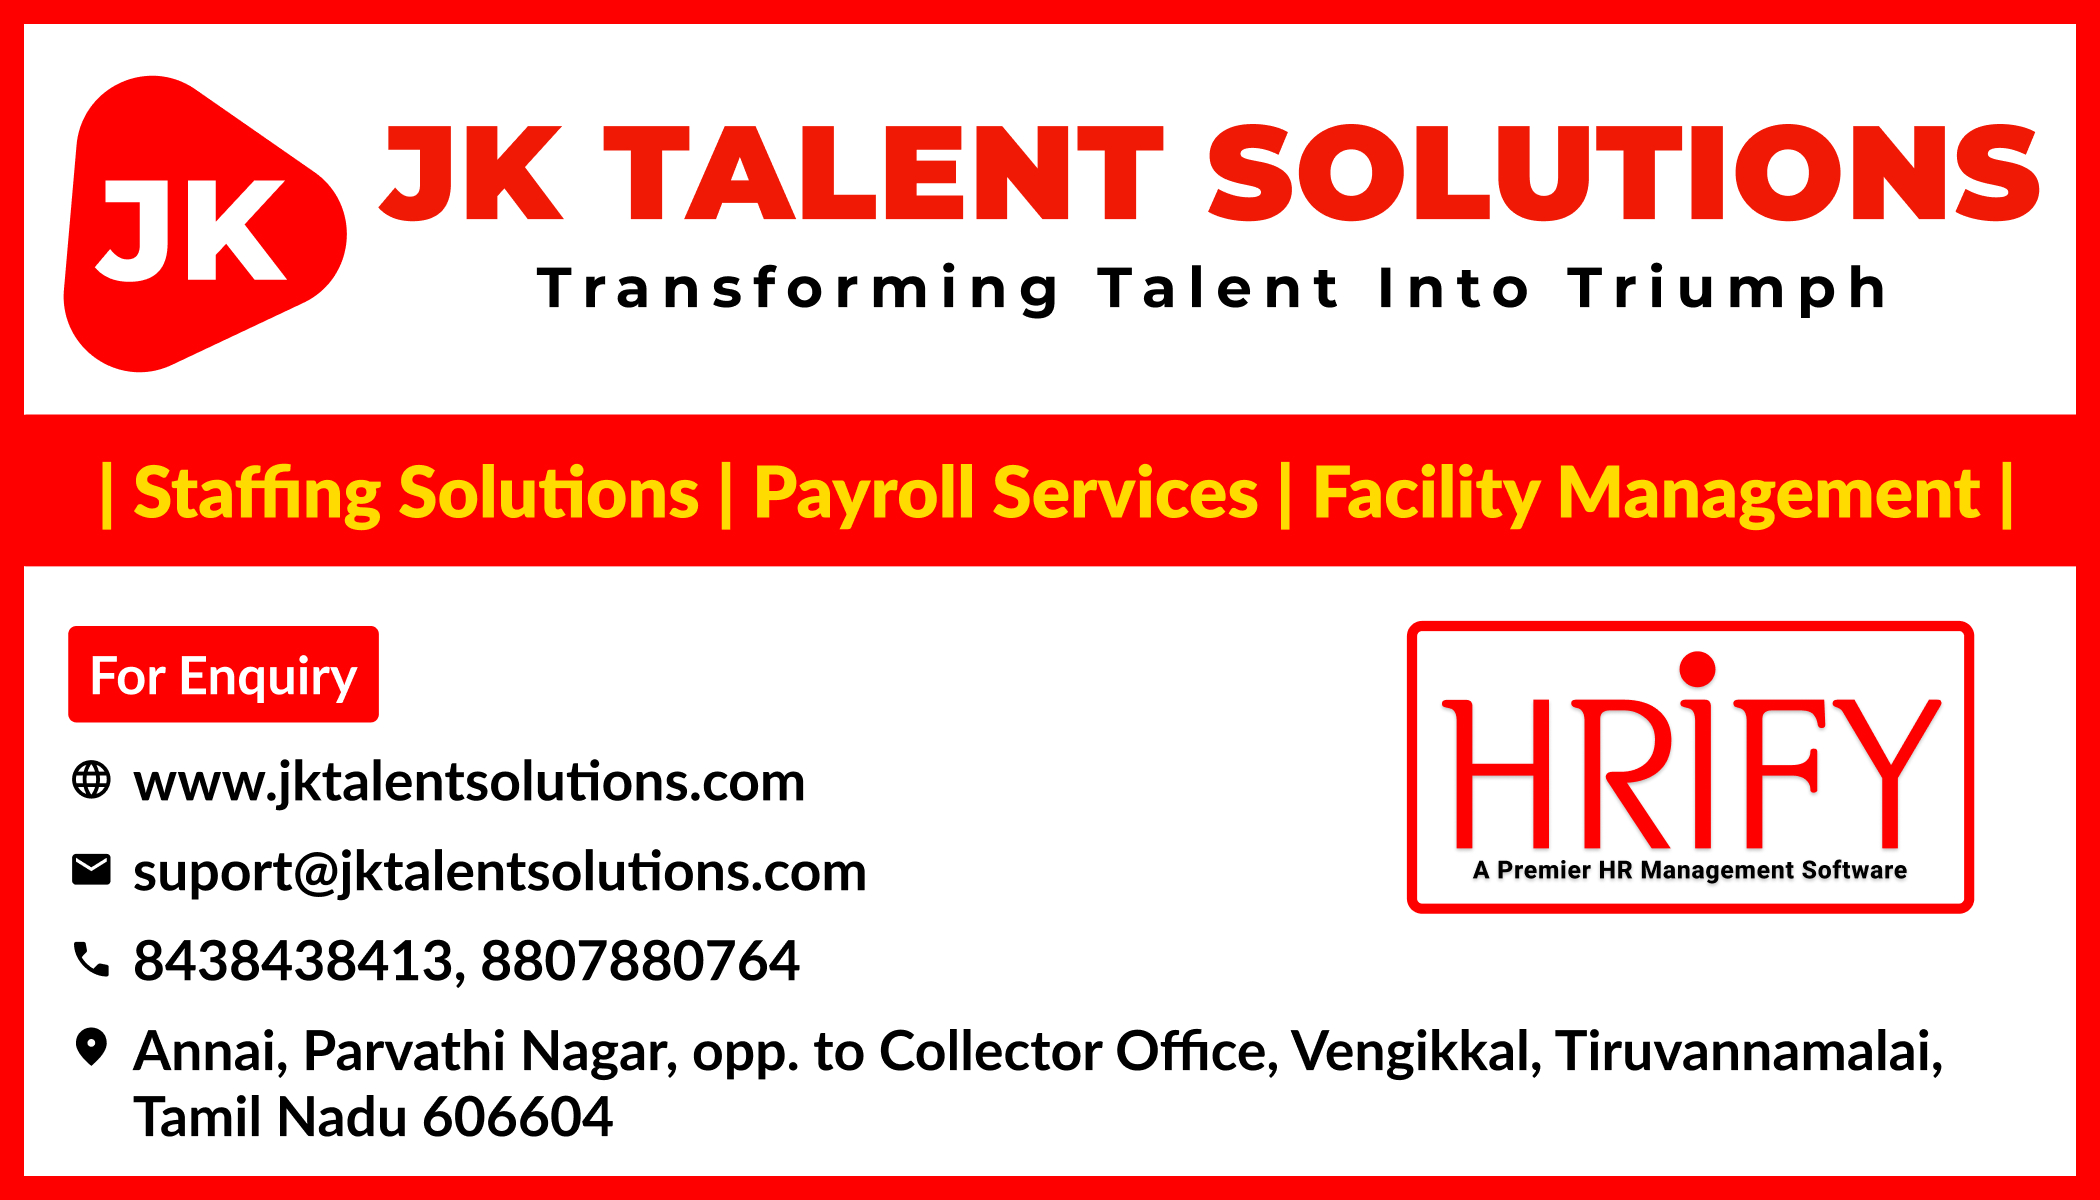 JK
JK TALENT SOLUTIONS
Transforming Talent Into Triumph
| Staffing Solutions | Payroll Services | Facility Management |
For Enquiry
www.jktalentsolutions.com
suport@jktalentsolutions.com
8438438413, 8807880764
Annai, Parvathi Nagar, opp. to Collector Office, Vengikkal, Tiruvannamalai,
Tamil Nadu 606604
HRiFY
A Premier HR Management Software